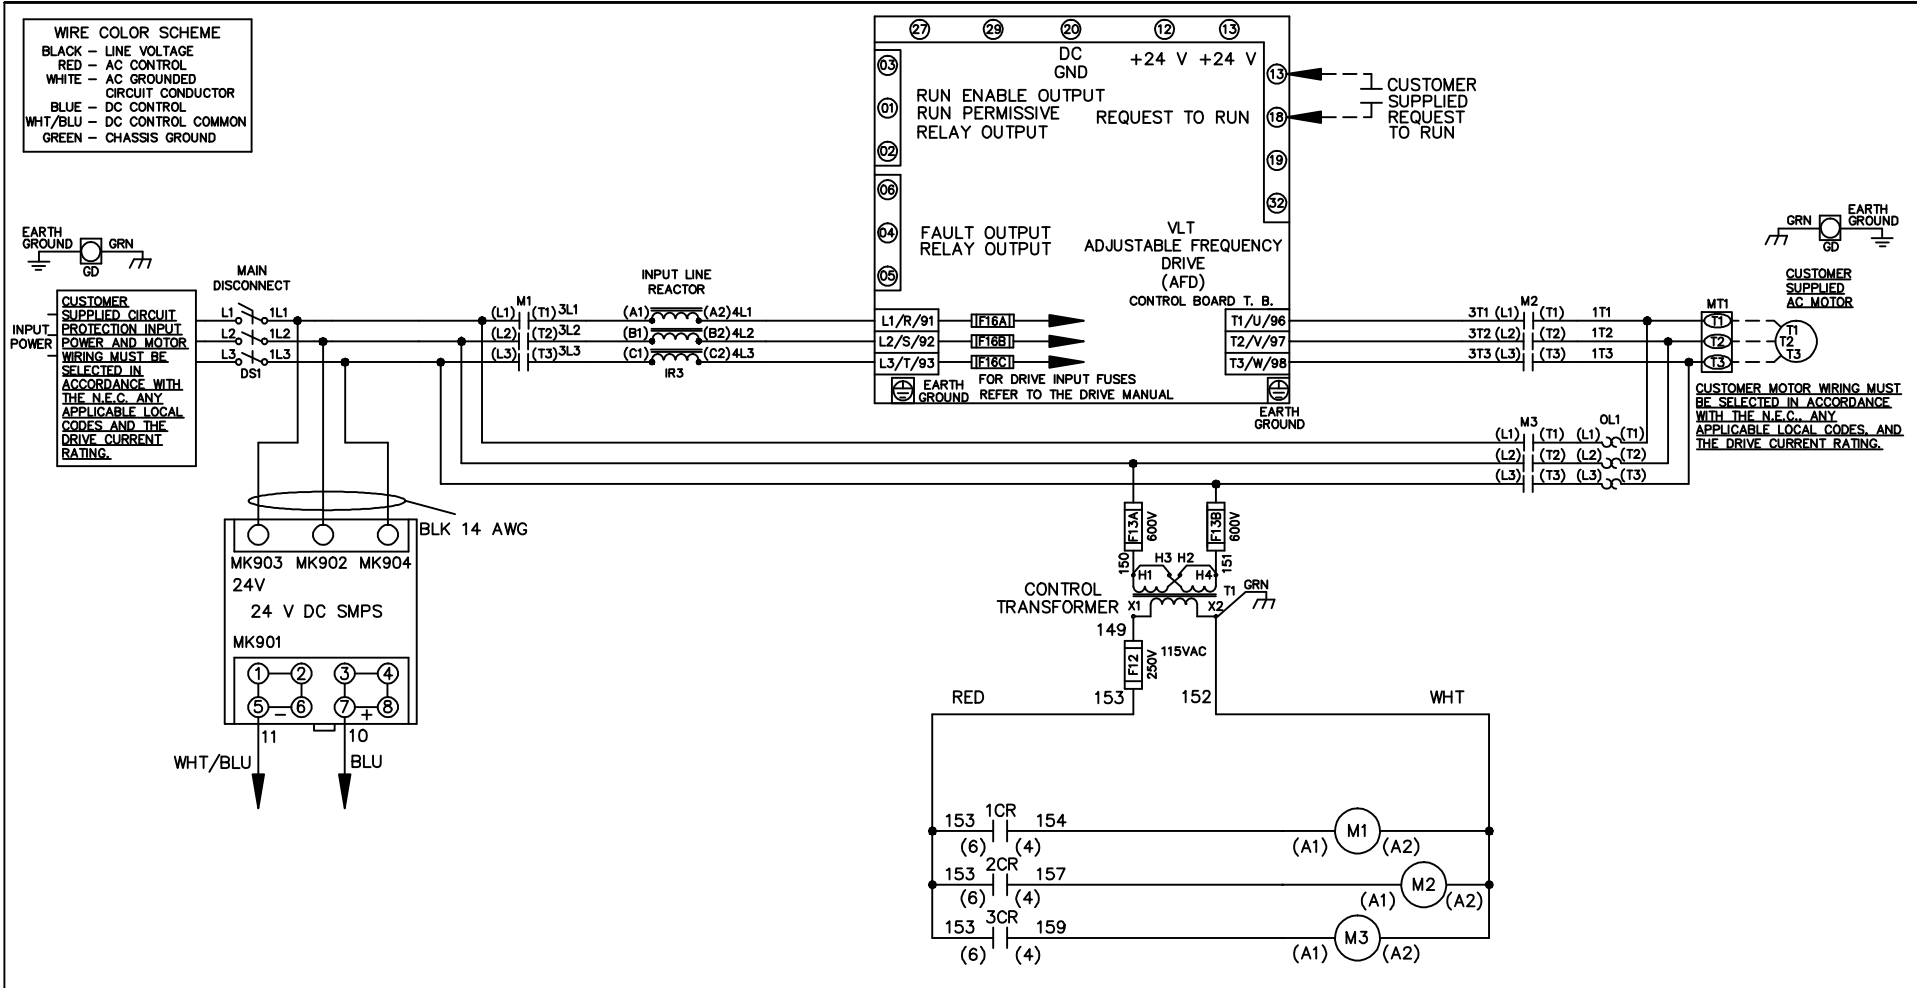 WIRE COLOR SCHEME
BLACK – LINE VOLTAGE
RED – AC CONTROL
WHITE – AC GROUNDED
CIRCUIT CONDUCTOR
BLUE – DC CONTROL
WHT/BLU – DC CONTROL COMMON
GREEN – CHASSIS GROUND
27 29 20 12 13
DC
GND
+24 V +24 V
03
01
02
RUN ENABLE OUTPUT
RUN PERMISSIVE
RELAY OUTPUT
REQUEST TO RUN
13
18
19
32
CUSTOMER
SUPPLIED
REQUEST
TO RUN
06
04
05
FAULT OUTPUT
RELAY OUTPUT
VLT
ADJUSTABLE FREQUENCY
DRIVE
(AFD)
CONTROL BOARD T. B.
EARTH
GROUND
GRN
GD
MAIN
DISCONNECT
INPUT
POWER
CUSTOMER
SUPPLIED CIRCUIT
PROTECTION INPUT
POWER AND MOTOR
WIRING MUST BE
SELECTED IN
ACCORDANCE WITH
THE N.E.C. ANY
APPLICABLE LOCAL
CODES AND THE
DRIVE CURRENT
RATING.
L1 1L1
L2 1L2
L3 1L3
DS1
M1
(L1) (T1) 3L1
(L2) (T2) 3L2
(L3) (T3) 3L3
INPUT LINE
REACTOR
(A1) (A2) 4L1
(B1) (B2) 4L2
(C1) (C2) 4L3
IR3
L1/R/91 F16A
L2/S/92 F16B
L3/T/93 F16C
EARTH
GROUND
FOR DRIVE INPUT FUSES
REFER TO THE DRIVE MANUAL
T1/U/96
T2/V/97
T3/W/98
EARTH
GROUND
M2
3T1 (L1) (T1) 1T1
3T2 (L2) (T2) 1T2
3T3 (L3) (T3) 1T3
GRN
EARTH
GROUND
GD
CUSTOMER
SUPPLIED
AC MOTOR
MT1
T1
T2
T3
T1
T2
T3
CUSTOMER MOTOR WIRING MUST
BE SELECTED IN ACCORDANCE
WITH THE N.E.C., ANY
APPLICABLE LOCAL CODES, AND
THE DRIVE CURRENT RATING.
M3 OL1
(L1) (T1) (L1) (T1)
(L2) (T2) (L2) (T2)
(L3) (T3) (L3) (T3)
BLK 14 AWG
MK903 MK902 MK904
24V
24 V DC SMPS
MK901
1 2 3 4
5 – 6 7 + 8
11 10
WHT/BLU BLU
F13A 600V
F13B 600V
150 151
H3 H2
H1 H4
CONTROL
TRANSFORMER
X1 X2
T1 GRN
149
F12 250V
115VAC
RED 153 152 WHT
1CR
153 154 M1
(6) (4) (A1) (A2)
2CR
153 157 M2
(6) (4) (A1) (A2)
3CR
153 159 M3
(6) (4) (A1) (A2)